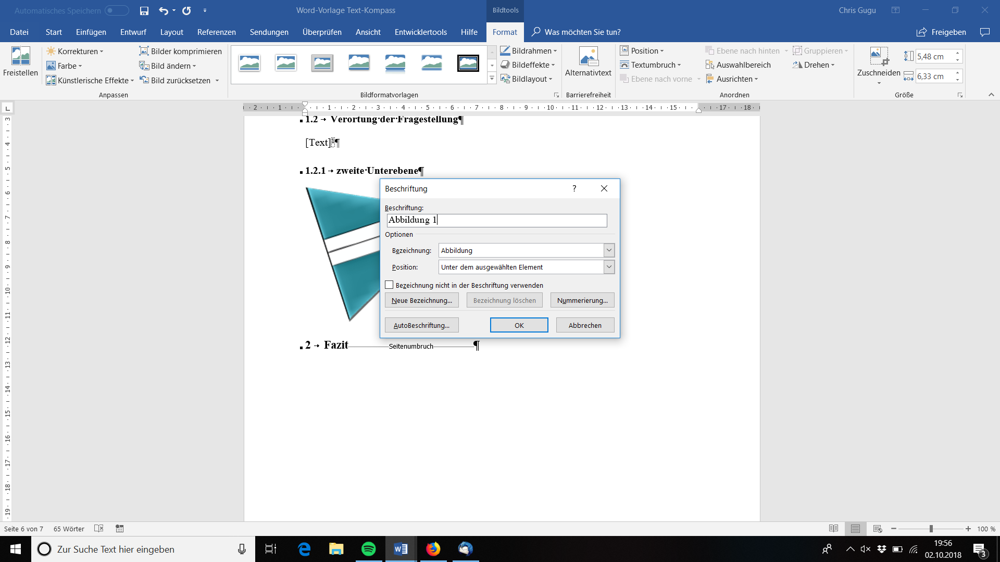 Automatisches Speichern
Word-Vorlage Text-Kompass
Bildtools
Chris Gugu
Datei Start Einfügen Entwurf Layout Referenzen Sendungen Überprüfen Ansicht Entwicklertools Hilfe Format Was möchten Sie tun? Freigeben
Freistellen
Korrekturen
Farbe
Künstlerische Effekte
Bilder komprimieren
Bild ändern
Bild zurücksetzen
Anpassen
Bildformatvorlagen
Bildrahmen
Bildeffekte
Bildlayout
Alternativtext
Barrierefreiheit
Position
Textumbruch
Ebene nach vorne
Ebene nach hinten
Auswahlbereich
Ausrichten
Gruppieren
Drehen
Anordnen
Zuschneiden
5,48 cm
6,33 cm
Größe
L
2 1 1 2 3 4 5 6 7 8 9 10 11 12 13 14 15 17 18
3
4
5
6
7
8
9
10
11
12
13
14
15
16
17
18
19
1.2 → Verortung·der·Fragestellung¶
[Text]1¶
1.2.1 → zweite·Unterebene¶
Beschriftung ?
Beschriftung:
Abbildung 1
Optionen
Bezeichnung: Abbildung
Position: Unter dem ausgewählten Element
Bezeichnung nicht in der Beschriftung verwenden
Neue Bezeichnung... Bezeichnung löschen Nummerierung...
AutoBeschriftung... OK Abbrechen
2 → Fazit Seitenumbruch ¶
Seite 6 von 7 65 Wörter 100 %
Zur Suche Text hier eingeben
19:56
02.10.2018
3